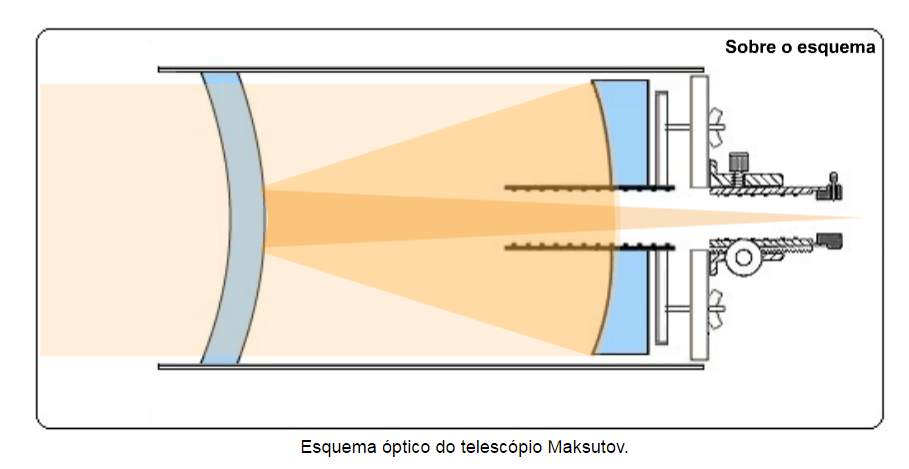 Sobre o esquema
Esquema óptico do telescópio Maksutov.